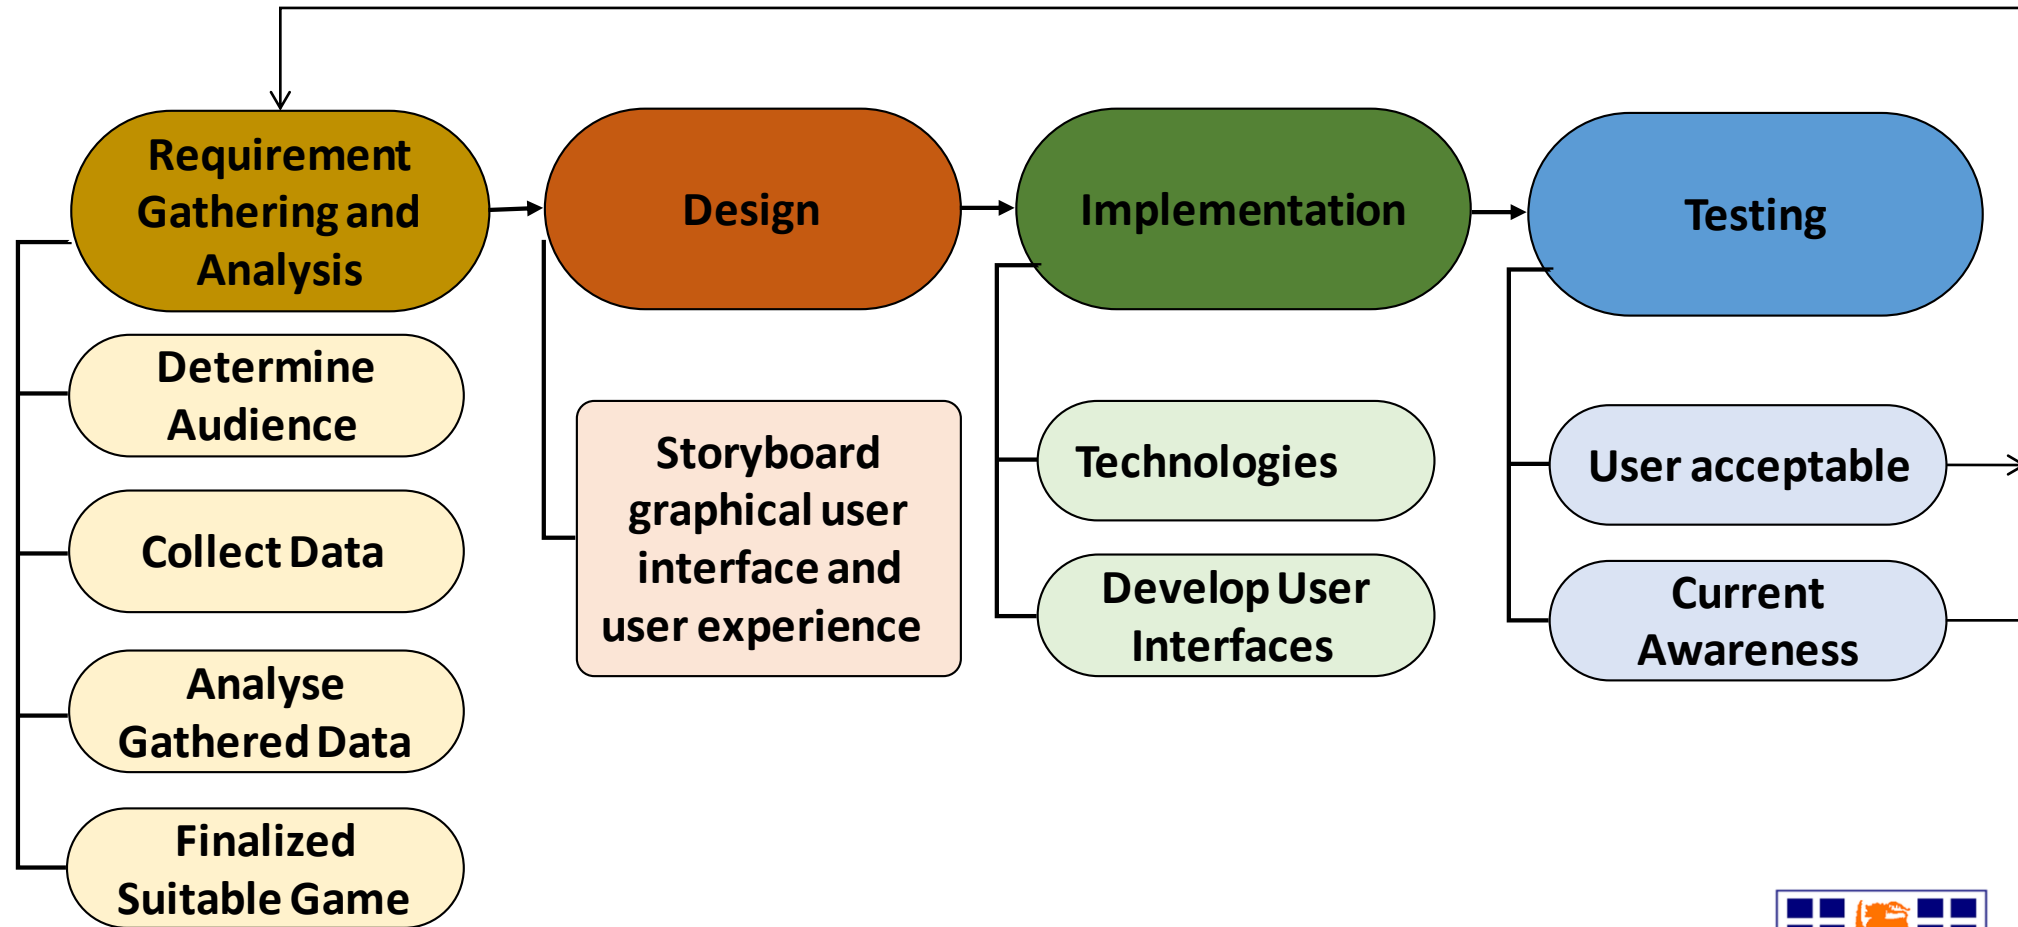 Requirement
Gathering and
Analysis
Design
Implementation
Testing
Determine
Audience
Collect Data
Analyse
Gathered Data
Finalized
Suitable Game
Storyboard
graphical user
interface and
user experience
Technologies
Develop User
Interfaces
User acceptable
Current
Awareness